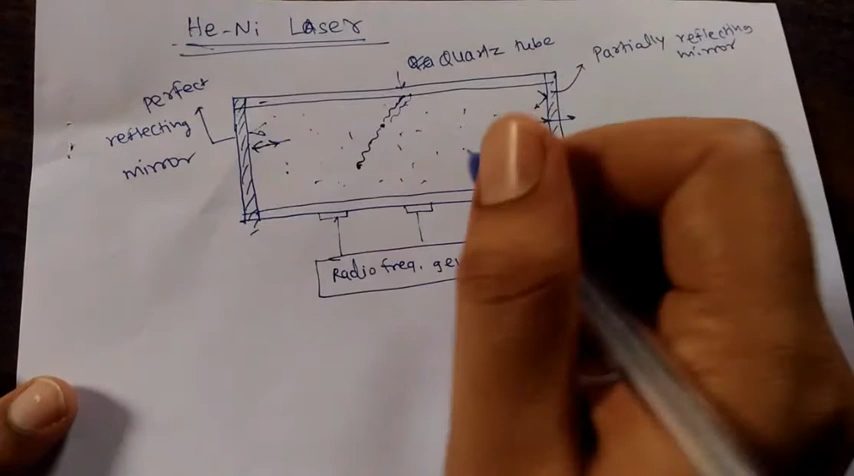 He-Ni Laser
Quartz tube
Partially reflecting
mirror
perfect
reflecting
mirror
Radio freq. ge